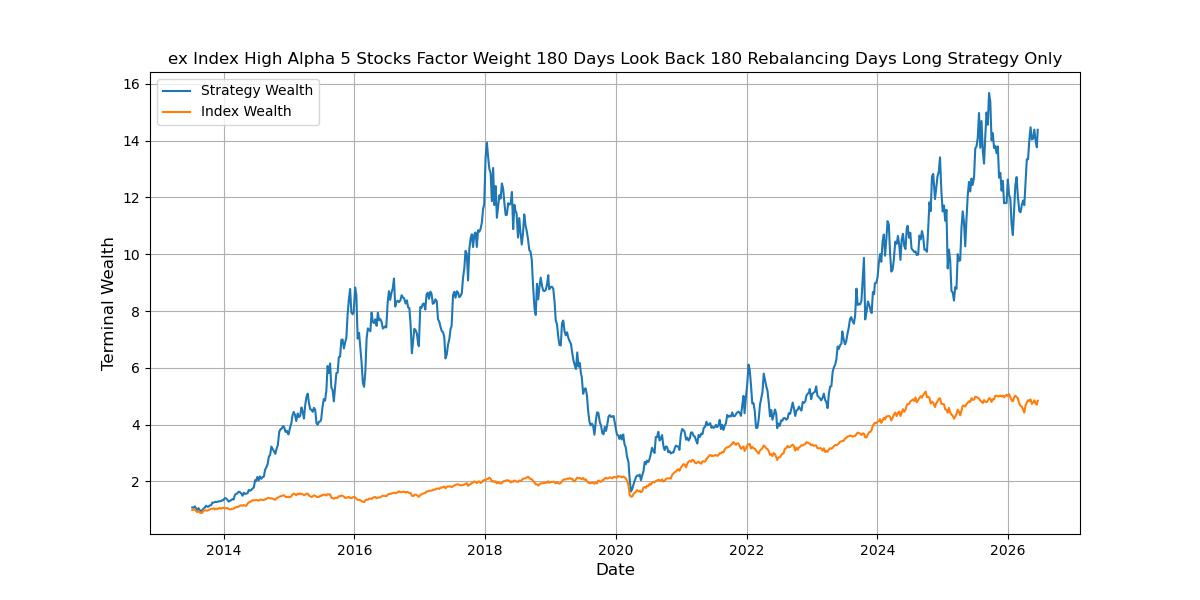 ex Index High Alpha 5 Stocks Factor Weight 180 Days Look Back 180 Rebalancing Days Long Strategy Only
Strategy Wealth
Index Wealth
Terminal Wealth
16
14
12
10
8
6
4
2
2014 2016 2018 2020 2022 2024 2026
Date